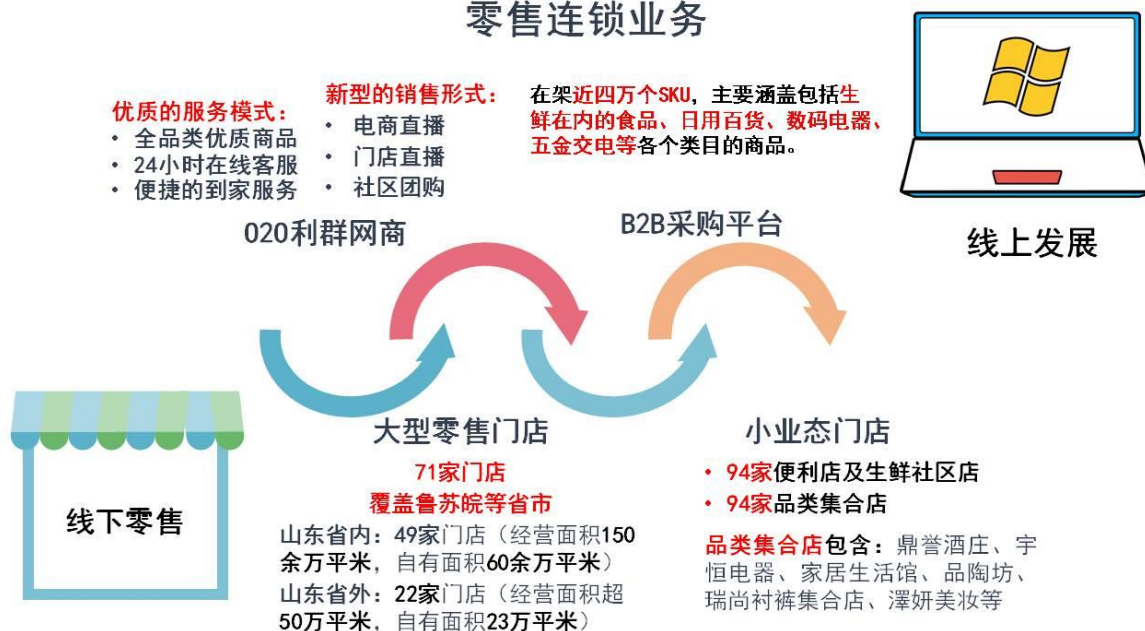 零售连锁业务
优质的服务模式：
• 全品类优质商品
• 24小时在线客服
• 便捷的到家服务
新型的销售形式：
• 电商直播
• 门店直播
• 社区团购
在架近四万个SKU，主要涵盖包括生
鲜在内的食品、日用百货、数码电器、
五金交电等各个类目的商品。
O2O利群网商
B2B采购平台
线上发展
线下零售
大型零售门店
71家门店
覆盖鲁苏皖等省市
山东省内：49家门店（经营面积150
余万平米，自有面积60余万平米）
山东省外：22家门店（经营面积超
50万平米，自有面积23万平米）
小业态门店
• 94家便利店及生鲜社区店
• 94家品类集合店
品类集合店包含：鼎誉酒庄、宇
恒电器、家居生活馆、品陶坊、
瑞尚衬裤集合店、澤妍美妆等